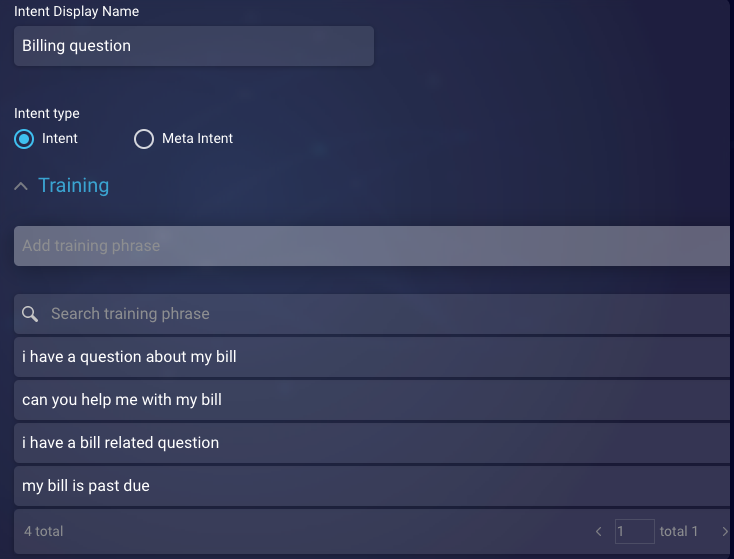 Intent Display Name
Billing question
Intent type
Intent Meta Intent
Training
Add training phrase
Search training phrase
i have a question about my bill
can you help me with my bill
i have a bill related question
my bill is past due
4 total 1 total 1